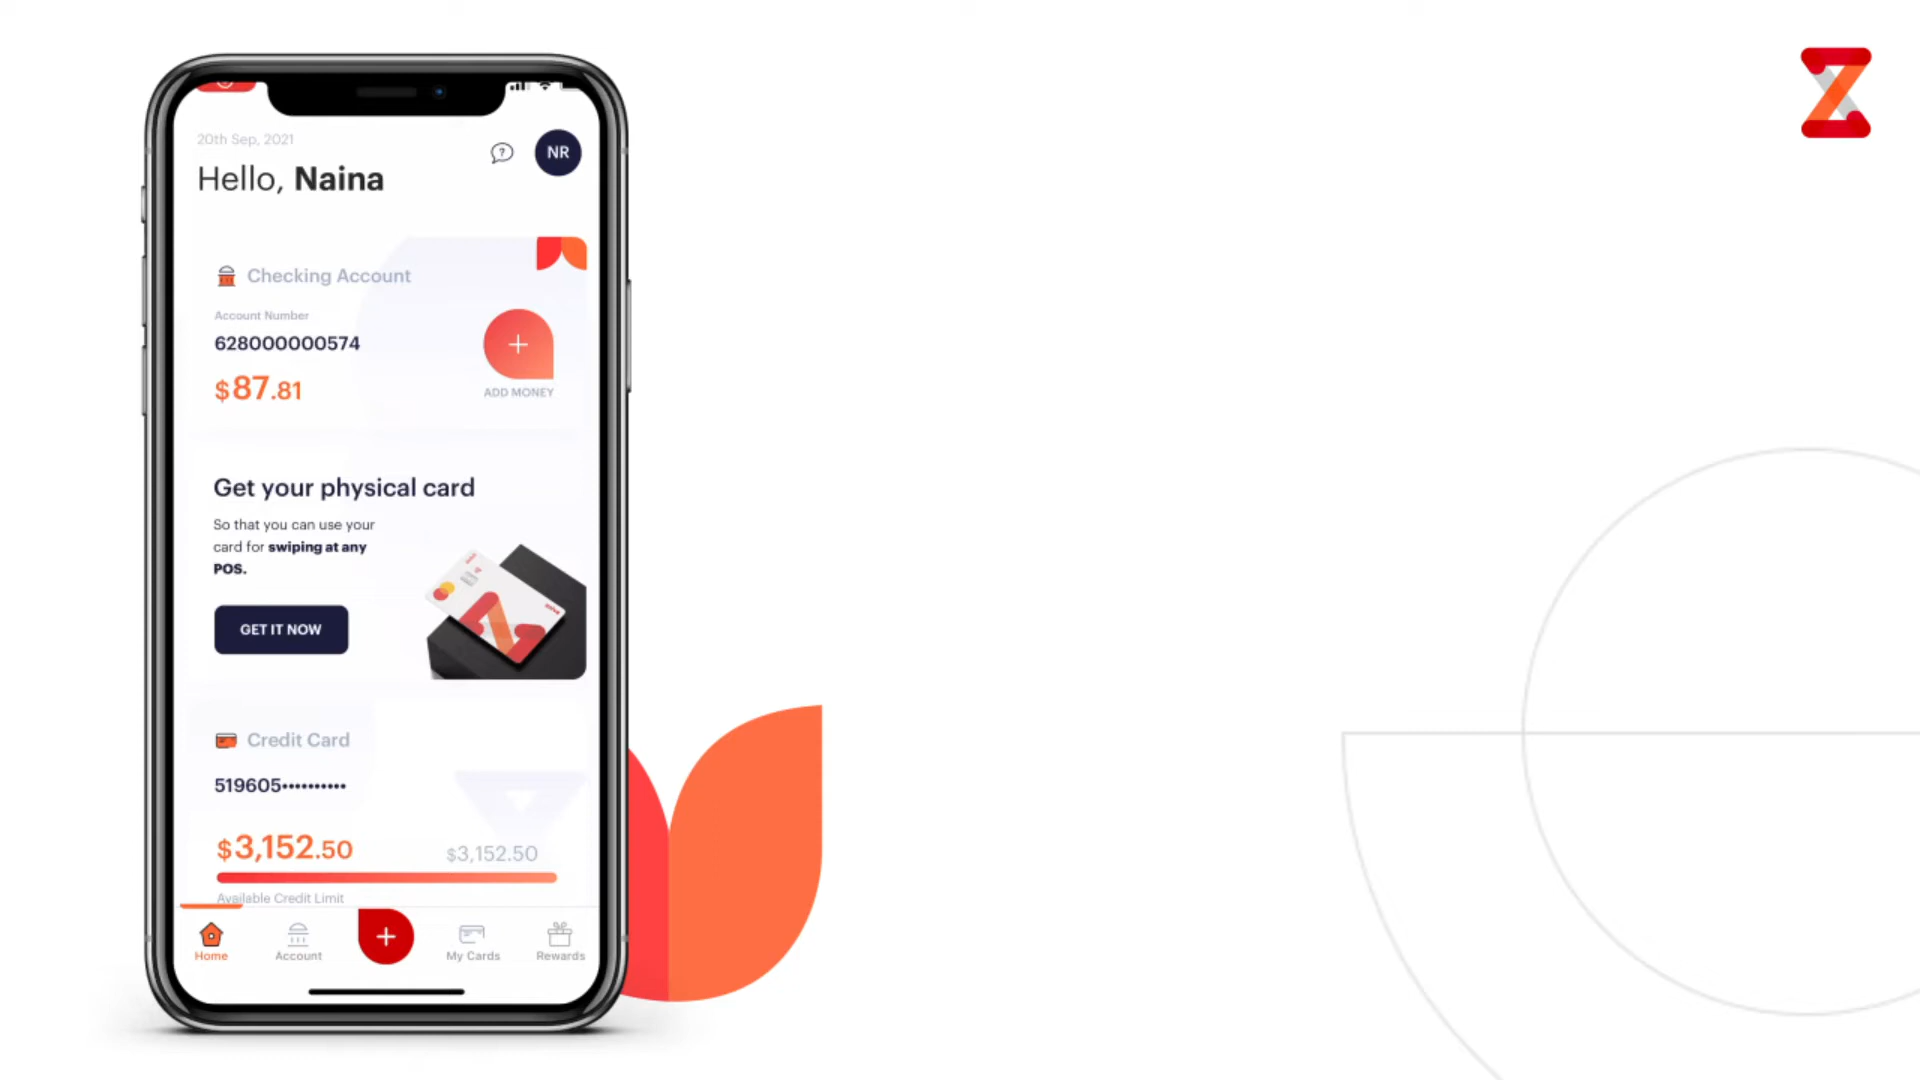 20th Sep, 2021
Hello, Naina
NR
Checking Account
Account Number
628000000574
$87.81
ADD MONEY
Get your physical card
So that you can use your
card for swiping at any
POS.
GET IT NOW
Credit Card
519605••••••••••
$3,152.50
$3,152.50
Available Credit Limit
Home
Account
My Cards
Rewards